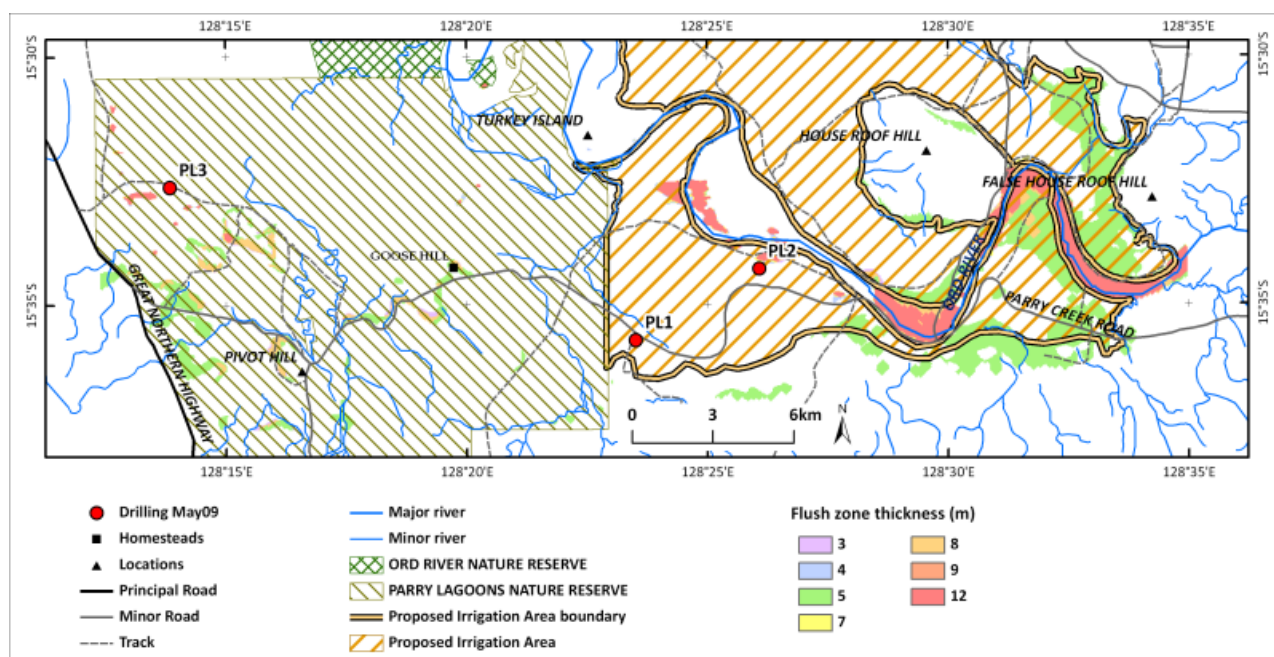 128°15'E 128°20'E 128°25'E 128°30'E 128°35'E
15°30'S 15°30'S
TURKEY ISLAND
HOUSE ROOF HILL
PL3
FALSE HOUSE ROOF HILL
GOOSE HILL
PL2
ORD RIVER
GREAT NORTHERN HIGHWAY
15°35'S 15°35'S
PARRY CREEK ROAD
PL1
PIVOT HILL
0 3 6km
N
128°15'E 128°20'E 128°25'E 128°30'E 128°35'E
Drilling May09
Homesteads
Locations
Principal Road
Minor Road
Track
Major river
Minor river
ORD RIVER NATURE RESERVE
PARRY LAGOONS NATURE RESERVE
Proposed Irrigation Area boundary
Proposed Irrigation Area
Flush zone thickness (m)
3
4
5
7
8
9
12